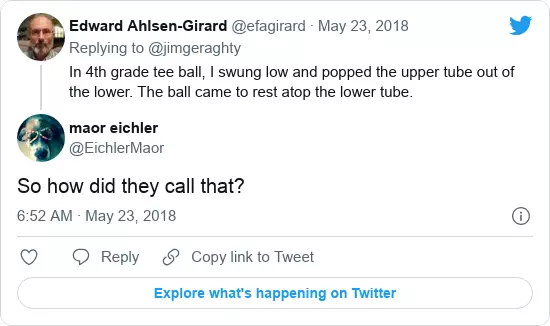 Edward Ahlsen-Girard @efagirard · May 23, 2018
Replying to @jimgeraghty
In 4th grade tee ball, I swung low and popped the upper tube out of
the lower. The ball came to rest atop the lower tube.
maor eichler
@EichlerMaor
So how did they call that?
6:52 AM · May 23, 2018
Reply
Copy link to Tweet
Explore what's happening on Twitter